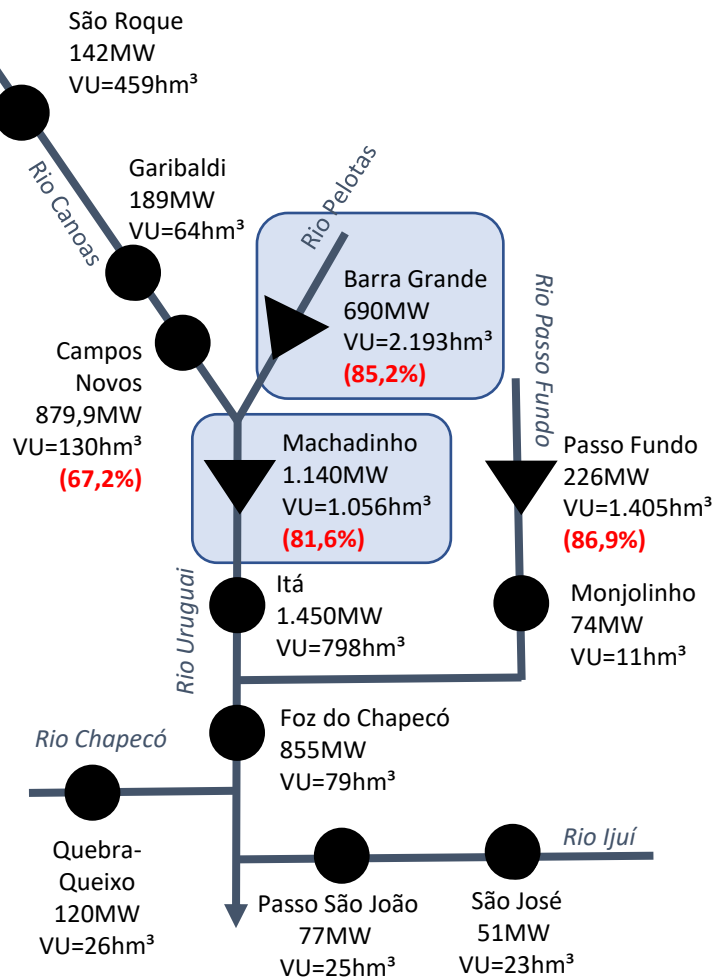 São Roque
142MW
VU=459hm³
Rio Canoas
Garibaldi
189MW
VU=64hm³
Rio Pelotas
Barra Grande
690MW
VU=2.193hm³
(85,2%)
Rio Passo Fundo
Campos
Novos
879,9MW
VU=130hm³
(67,2%)
Machadinho
1.140MW
VU=1.056hm³
(81,6%)
Passo Fundo
226MW
VU=1.405hm³
(86,9%)
Rio Uruguai
Itá
1.450MW
VU=798hm³
Monjolinho
74MW
VU=11hm³
Foz do Chapecó
855MW
VU=79hm³
Rio Chapecó
Quebra-
Queixo
120MW
VU=26hm³
Rio Ijuí
Passo São João
77MW
VU=25hm³
São José
51MW
VU=23hm³